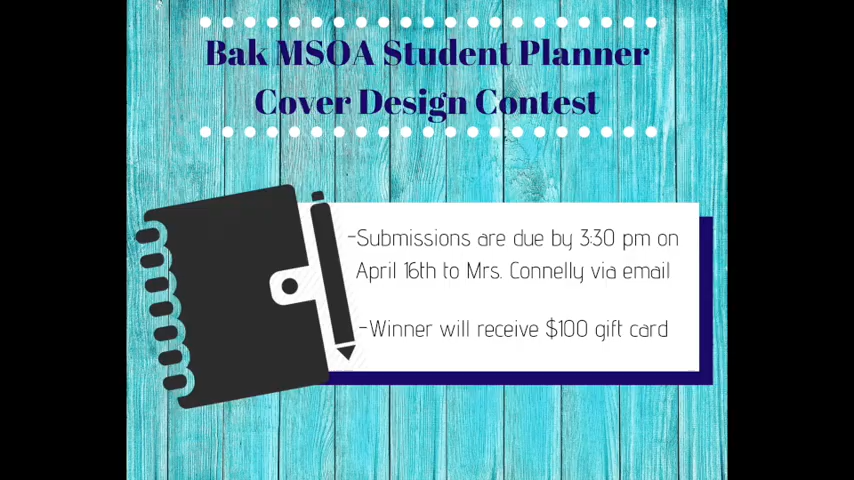 Bak MSOA Student Planner
Cover Design Contest
-Submissions are due by 3:30 pm on
April 16th to Mrs. Connelly via email
-Winner will receive $100 gift card